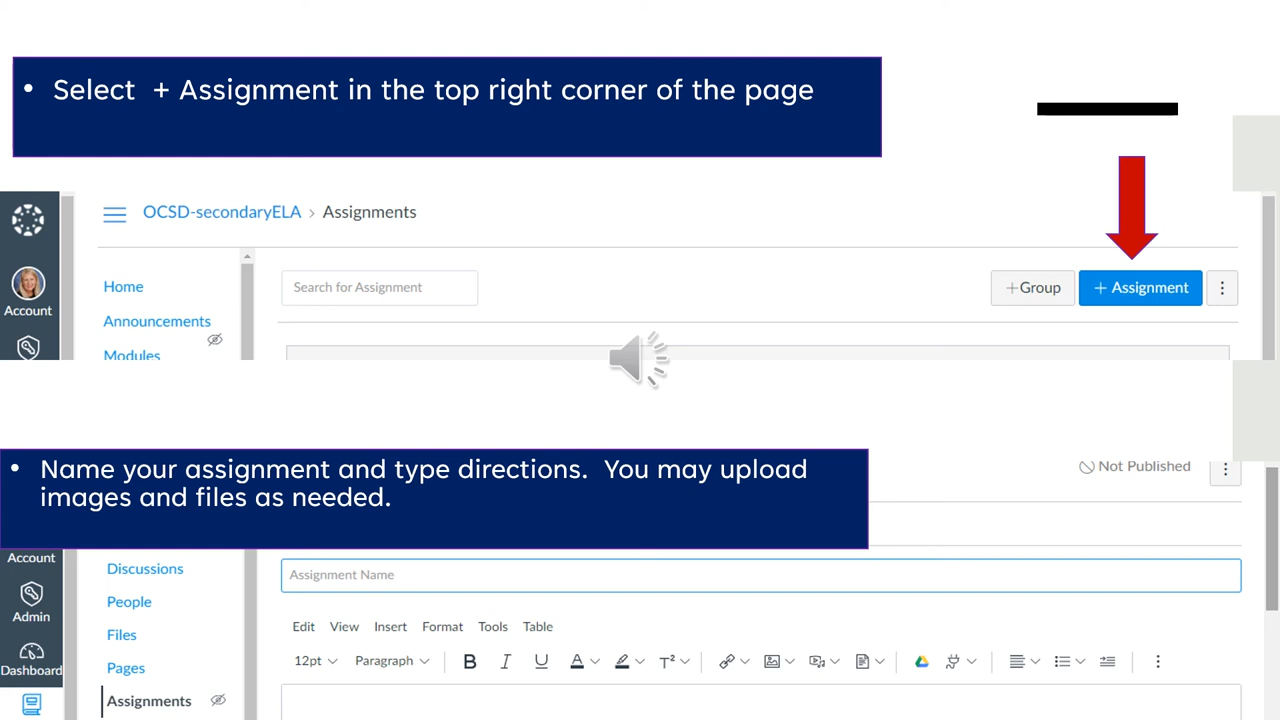 • Select + Assignment in the top right corner of the page
OCSD-secondaryELA › Assignments
Account
Home
Announcements
Modules
Search for Assignment
+Group
+ Assignment
• Name your assignment and type directions. You may upload
images and files as needed.
Not Published
Account
Admin
Dashboard
Discussions
People
Files
Pages
Assignments
Assignment Name
Edit View Insert Format Tools Table
12pt Paragraph B I U A T²